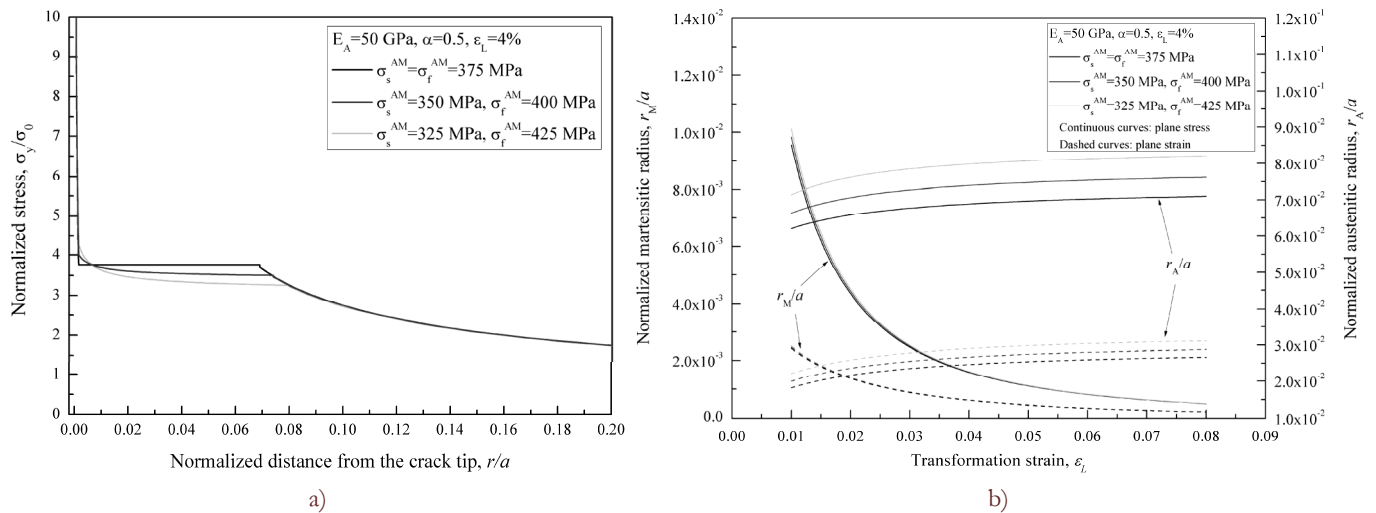 10
9
8
7
6
5
4
3
2
1
0
Normalized stress, σy/σ0
EA=50 GPa, α=0.5, εL=4%
σsAM=σfAM=375 MPa
σsAM=350 MPa, σfAM=400 MPa
σsAM=325 MPa, σfAM=425 MPa
0.00 0.02 0.04 0.06 0.08 0.10 0.12 0.14 0.16 0.18 0.20
Normalized distance from the crack tip, r/a
a)
1.4x10-2
1.2x10-2
1.0x10-2
8.0x10-3
6.0x10-3
4.0x10-3
2.0x10-3
0.0
Normalized martensitic radius, rM/a
EA=50 GPa, α=0.5, εL=4%
σsAM=σfAM=375 MPa
σsAM=350 MPa, σfAM=400 MPa
σsAM=325 MPa, σfAM=425 MPa
Continuous curves: plane stress
Dashed curves: plane strain
rM/a
rA/a
1.2x10-1
1.1x10-1
1.0x10-1
9.0x10-2
8.0x10-2
7.0x10-2
6.0x10-2
5.0x10-2
4.0x10-2
3.0x10-2
2.0x10-2
1.0x10-2
Normalized austenitic radius, rA/a
0.00 0.01 0.02 0.03 0.04 0.05 0.06 0.07 0.08 0.09
Transformation strain, εL
b)